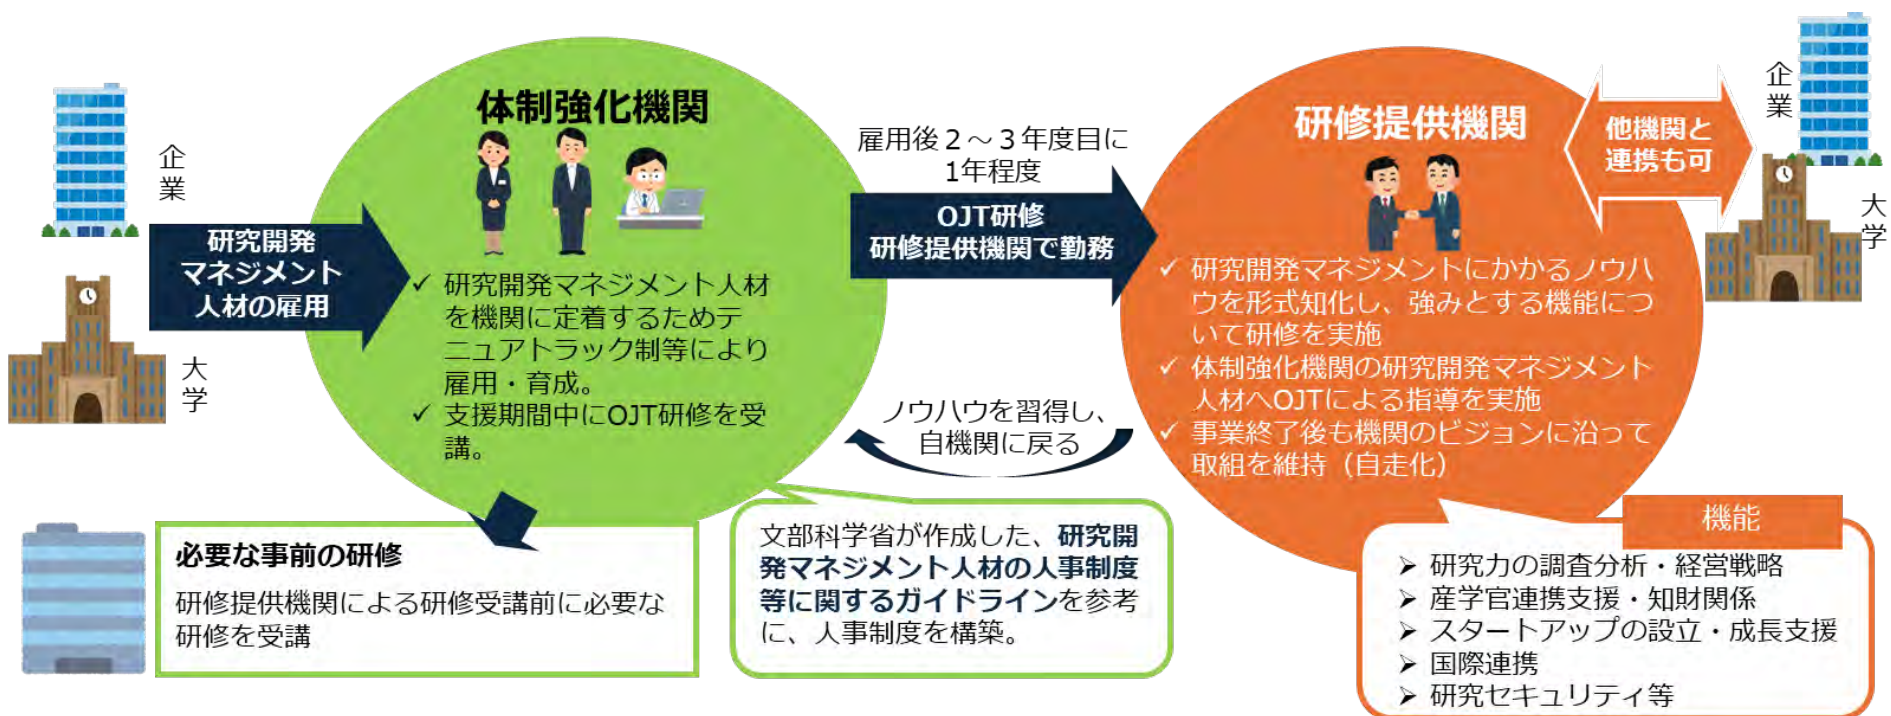 企業
大学
研究開発
マネジメント
人材の雇用
体制強化機関
✓ 研究開発マネジメント人材
を機関に定着するためテ
ニュアトラック制等により
雇用・育成。
✓ 支援期間中にOJT研修を受
講。
必要な事前の研修
研修提供機関による研修受講前に必要な
研修を受講
文部科学省が作成した、研究開
発マネジメント人材の人事制度
等に関するガイドラインを参考
に、人事制度を構築。
雇用後２～３年度目に
1年程度
OJT研修
研修提供機関で勤務
ノウハウを習得し、
自機関に戻る
研修提供機関
✓ 研究開発マネジメントにかかるノウハ
ウを形式知化し、強みとする機能につ
いて研修を実施
✓ 体制強化機関の研究開発マネジメント
人材へOJTによる指導を実施
✓ 事業終了後も機関のビジョンに沿って
取組を維持（自走化）
他機関と
連携も可
企業
大学
機能
➢ 研究力の調査分析・経営戦略
➢ 産学官連携支援・知財関係
➢ スタートアップの設立・成長支援
➢ 国際連携
➢ 研究セキュリティ等